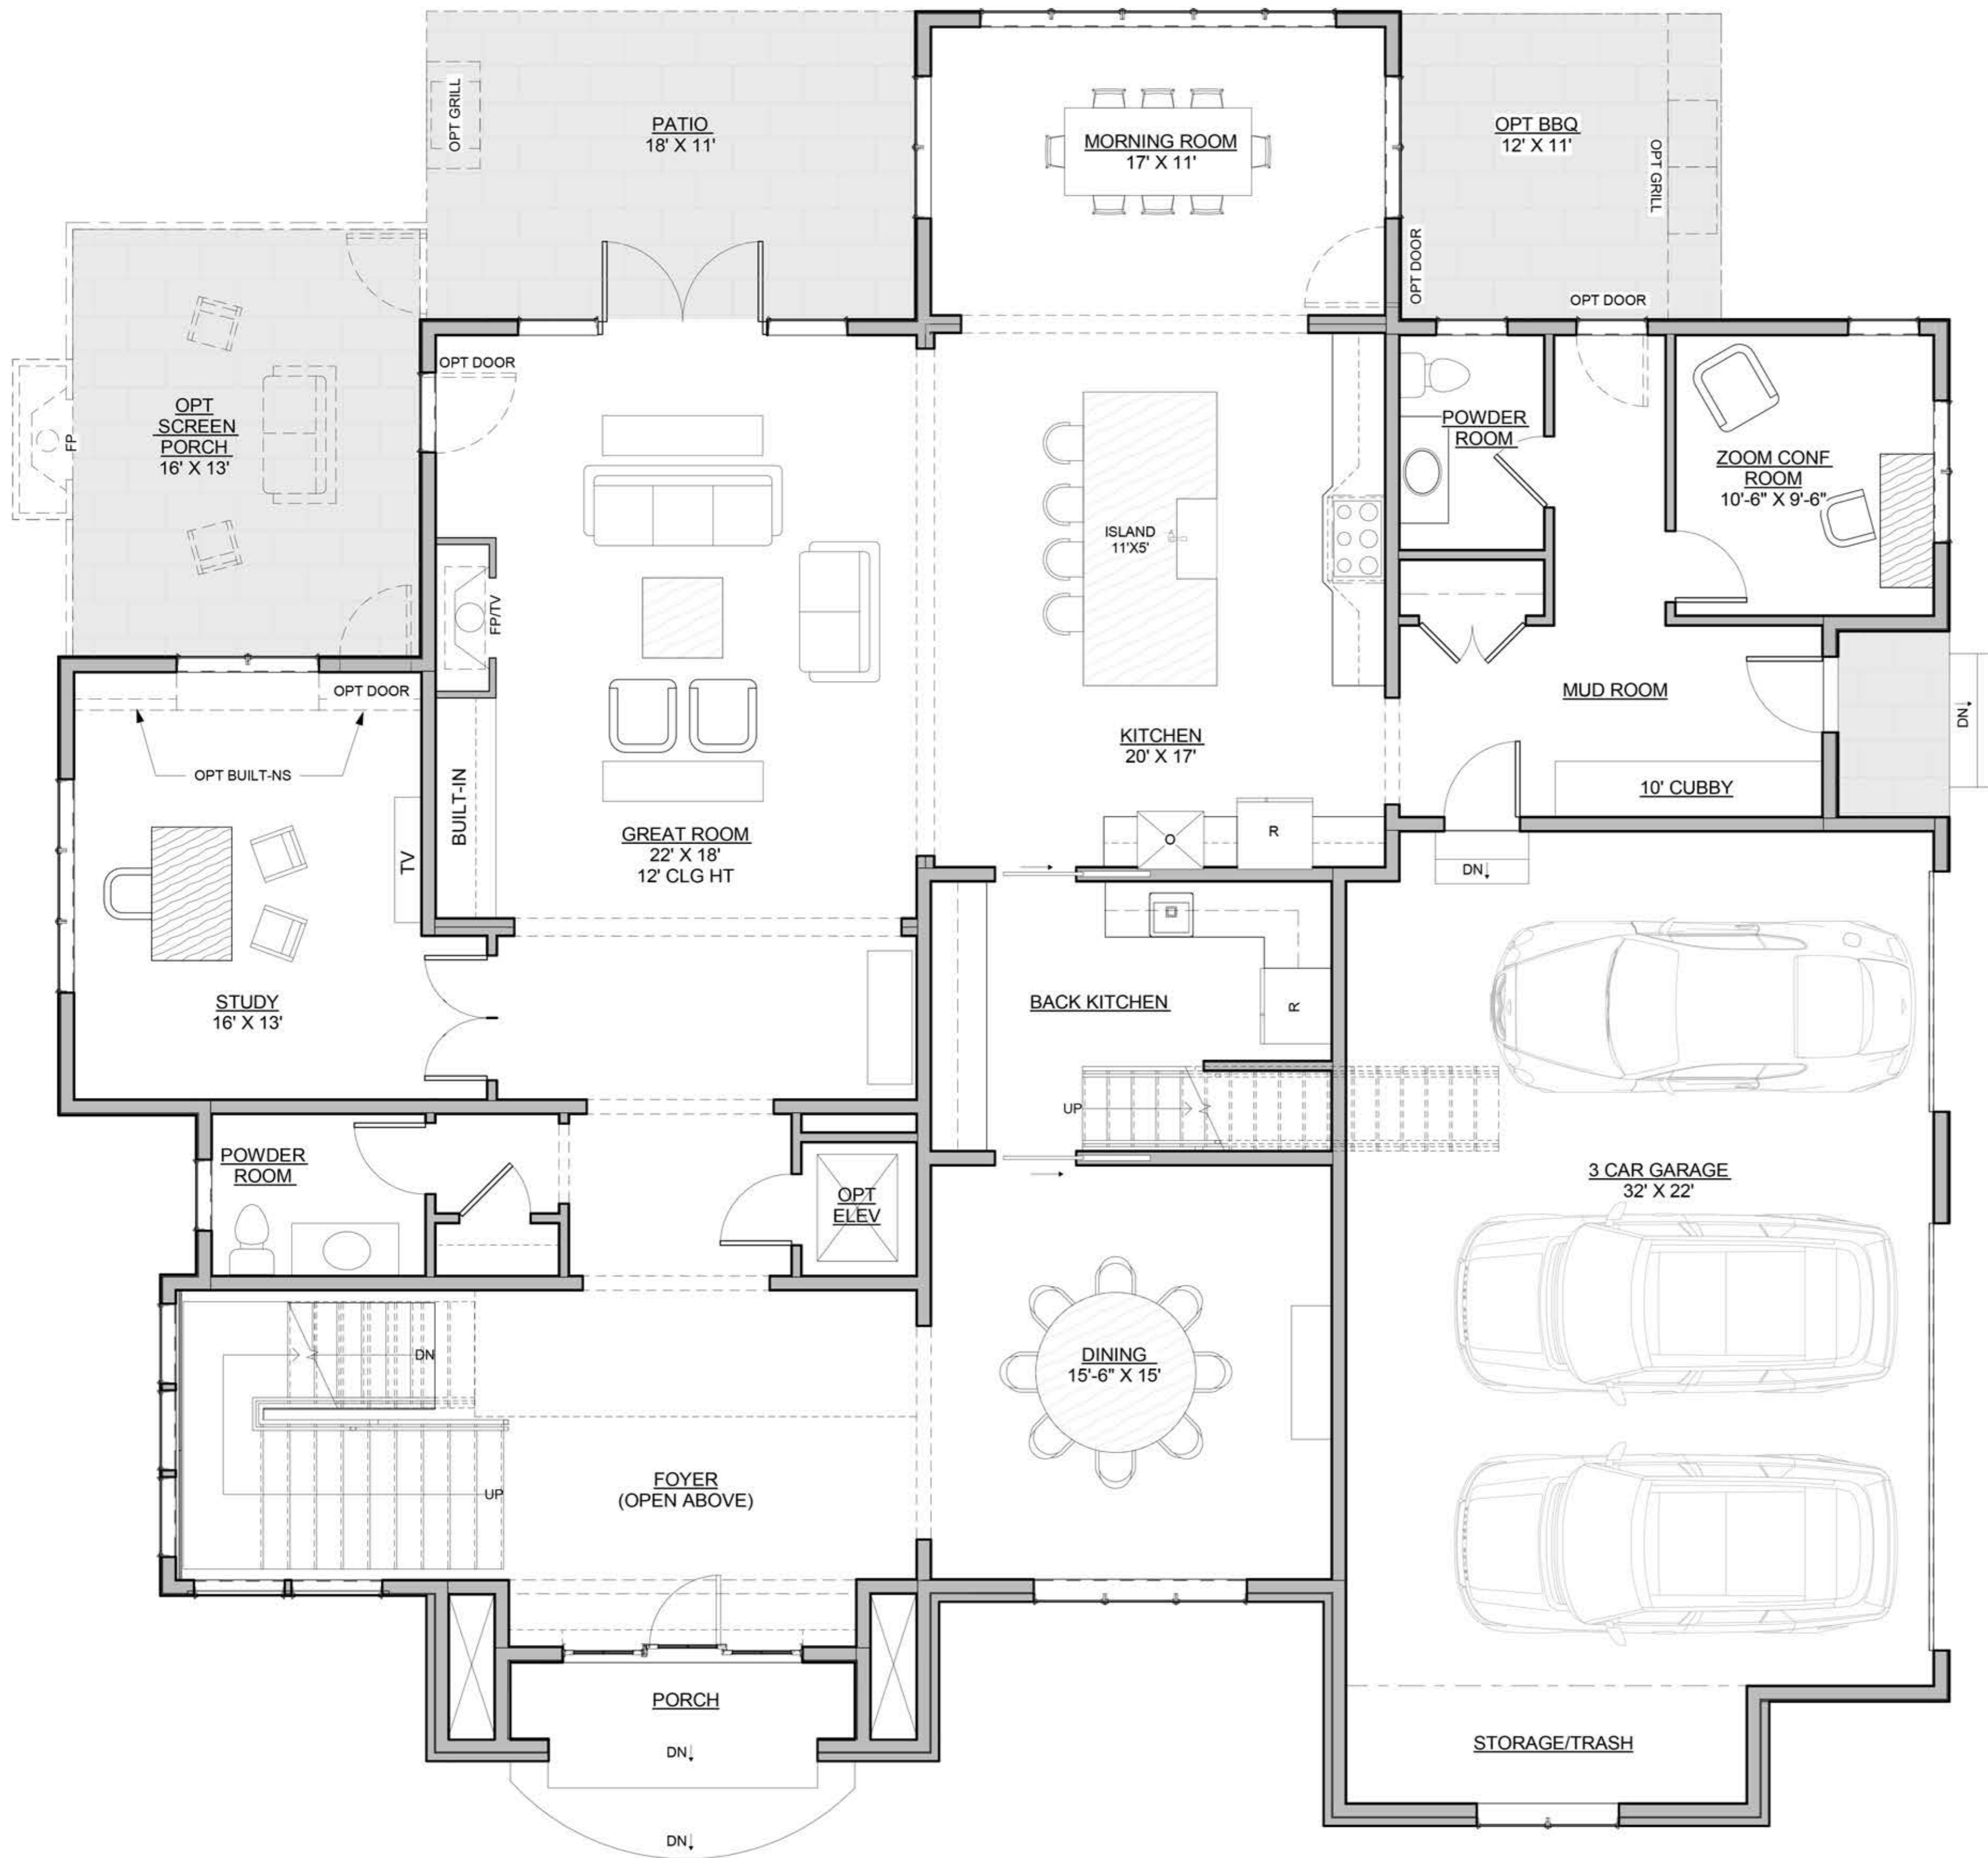 OPT GRILL
PATIO
18' X 11'
MORNING ROOM
17' X 11'
OPT BBQ
12' X 11'
OPT GRILL
OPT DOOR
OPT DOOR
OPT DOOR
OPT
SCREEN
PORCH
16' X 13'
FP
POWDER
ROOM
ZOOM CONF
ROOM
10'-6" X 9'-6"
ISLAND
11'X5'
FP/TV
OPT DOOR
MUD ROOM
DN
OPT BUILT-NS
KITCHEN
20' X 17'
10' CUBBY
BUILT-IN
GREAT ROOM
22' X 18'
12' CLG HT
TV
O
R
DN
STUDY
16' X 13'
BACK KITCHEN
R
UP
POWDER
ROOM
OPT
ELEV
3 CAR GARAGE
32' X 22'
DN
DINING
15'-6" X 15'
FOYER
(OPEN ABOVE)
UP
PORCH
DN
STORAGE/TRASH
DN